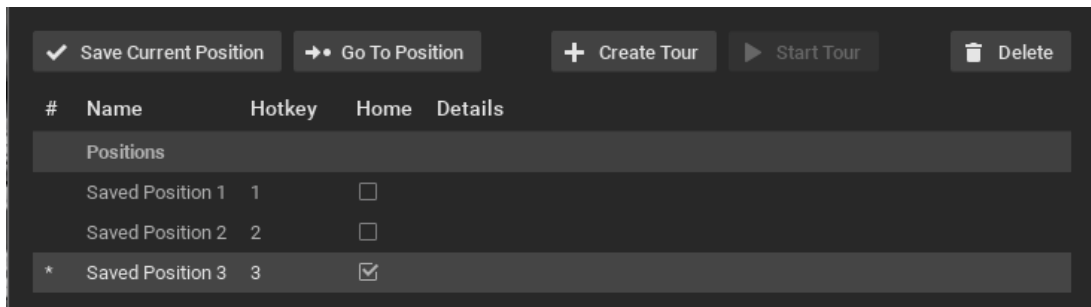 Save Current Position Go To Position Create Tour Start Tour Delete
# Name Hotkey Home Details
Positions
Saved Position 1 1
Saved Position 2 2
* Saved Position 3 3